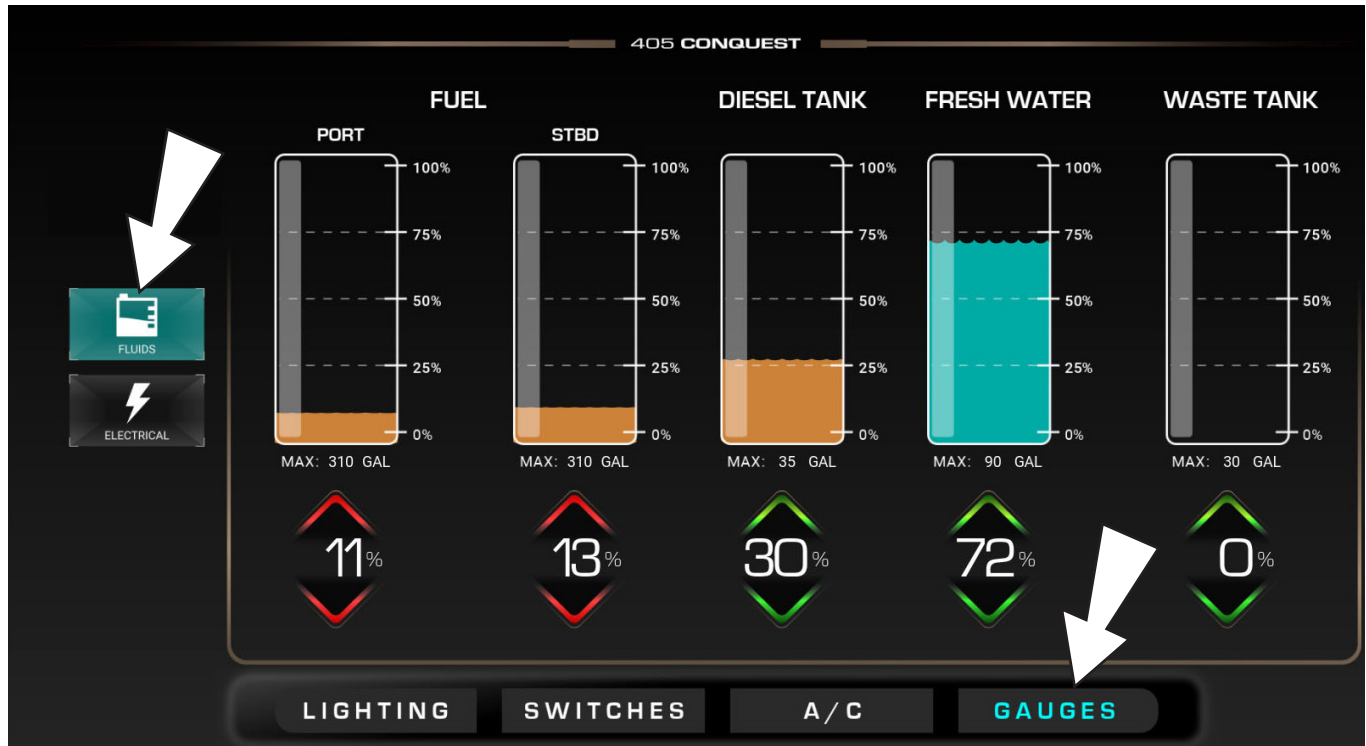 405 CONQUEST
FUEL
DIESEL TANK
FRESH WATER
WASTE TANK
PORT
STBD
100%
75%
50%
25%
0%
100%
75%
50%
25%
0%
100%
75%
50%
25%
0%
100%
75%
50%
25%
0%
100%
75%
50%
25%
0%
FLUIDS
ELECTRICAL
MAX: 310 GAL
MAX: 310 GAL
MAX: 35 GAL
MAX: 90 GAL
MAX: 30 GAL
11%
13%
30%
72%
0%
LIGHTING
SWITCHES
A/C
GAUGES